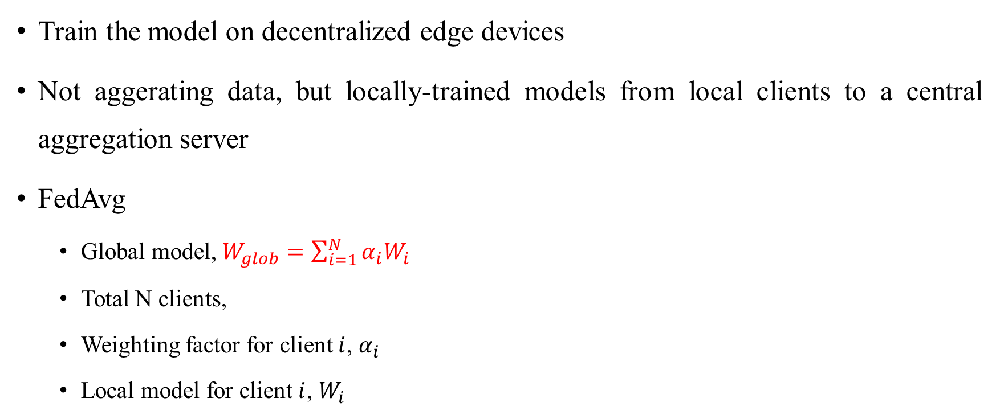 • Train the model on decentralized edge devices
• Not aggerating data, but locally-trained models from local clients to a central
aggregation server
• FedAvg
• Global model, $W_{glob} = \sum_{i=1}^{N} \alpha_i W_i$
• Total N clients,
• Weighting factor for client $i$, $\alpha_i$
• Local model for client $i$, $W_i$